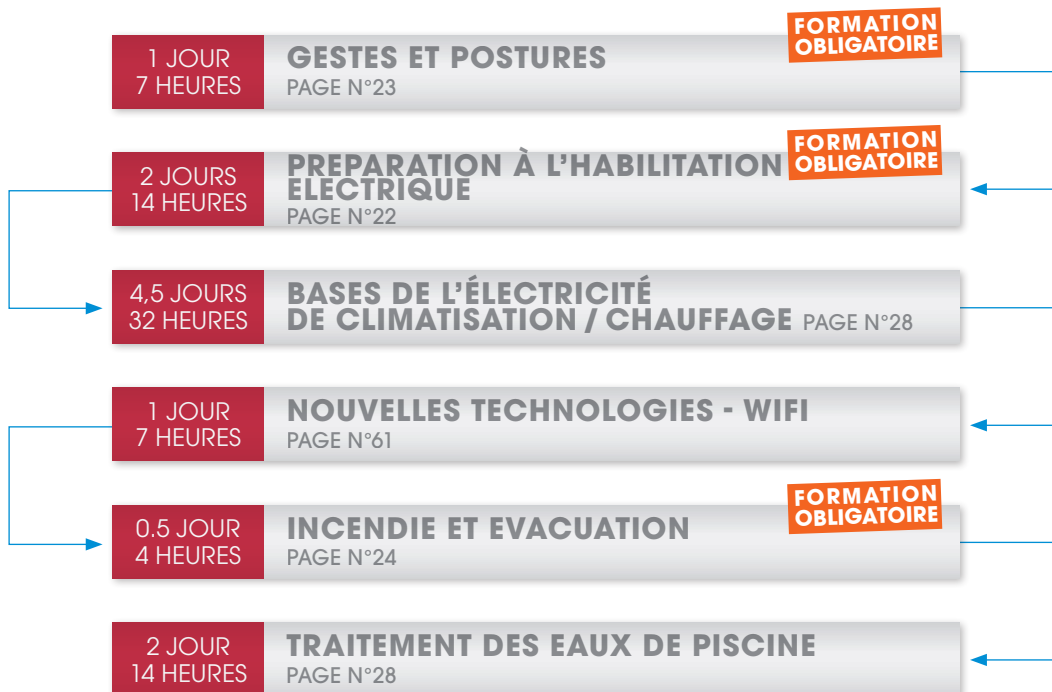 FORMATION
OBLIGATOIRE
1 JOUR
7 HEURES
GESTES ET POSTURES
PAGE N°23
FORMATION
OBLIGATOIRE
2 JOURS
14 HEURES
PREPARATION À L’HABILITATION
ELECTRIQUE
PAGE N°22
4,5 JOURS
32 HEURES
BASES DE L’ÉLECTRICITÉ
DE CLIMATISATION / CHAUFFAGE PAGE N°28
1 JOUR
7 HEURES
NOUVELLES TECHNOLOGIES - WIFI
PAGE N°61
FORMATION
OBLIGATOIRE
0.5 JOUR
4 HEURES
INCENDIE ET EVACUATION
PAGE N°24
2 JOUR
14 HEURES
TRAITEMENT DES EAUX DE PISCINE
PAGE N°28